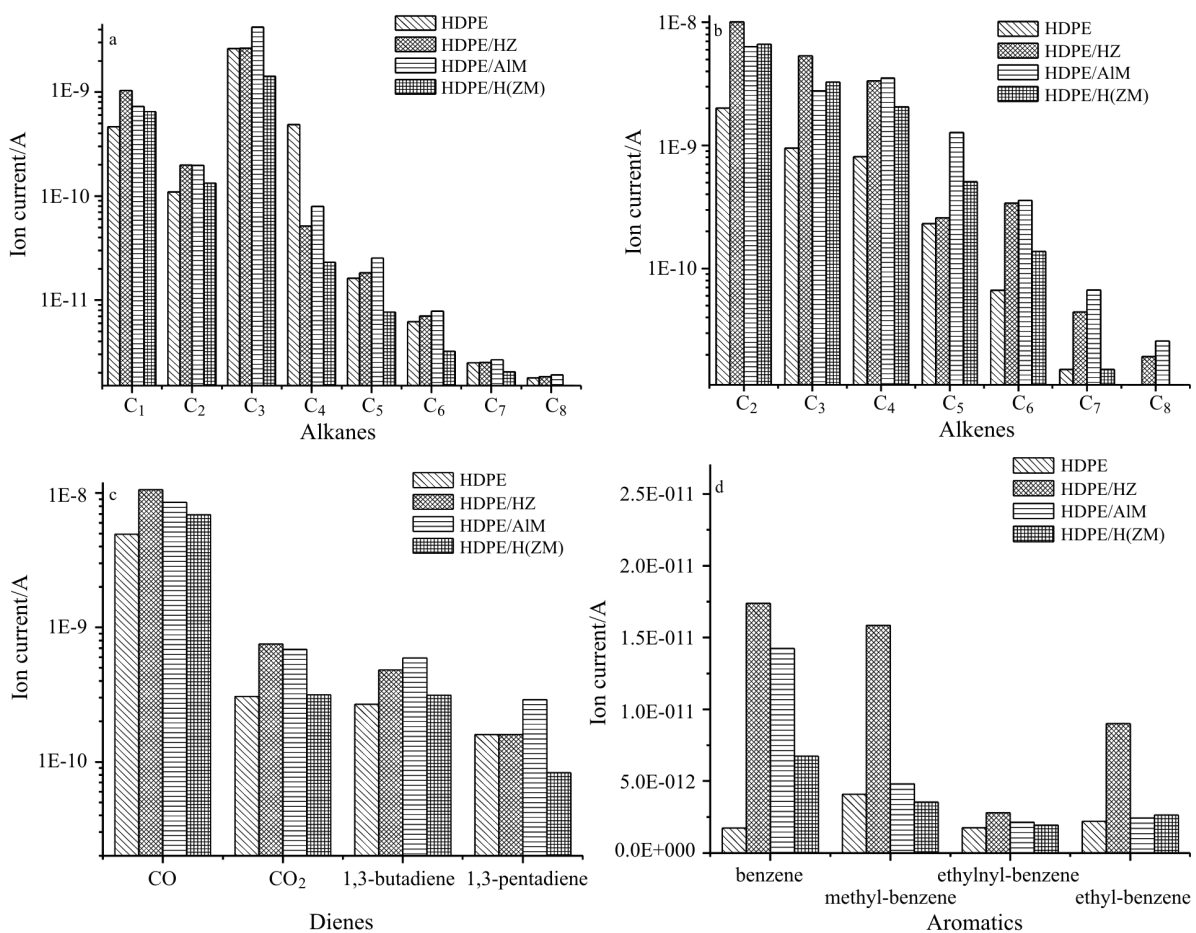 a
HDPE
HDPE/HZ
HDPE/AlM
HDPE/H(ZM)
1E-9
1E-10
1E-11
Ion current/A
C1 C2 C3 C4 C5 C6 C7 C8
Alkanes
b
HDPE
HDPE/HZ
HDPE/AlM
HDPE/H(ZM)
1E-8
1E-9
1E-10
Ion current/A
C2 C3 C4 C5 C6 C7 C8
Alkenes
c
HDPE
HDPE/HZ
HDPE/AlM
HDPE/H(ZM)
1E-8
1E-9
1E-10
Ion current/A
CO CO2 1,3-butadiene 1,3-pentadiene
Dienes
d
HDPE
HDPE/HZ
HDPE/AlM
HDPE/H(ZM)
2.5E-011
2.0E-011
1.5E-011
1.0E-011
5.0E-012
0.0E+000
Ion current/A
benzene ethylnyl-benzene
methyl-benzene ethyl-benzene
Aromatics